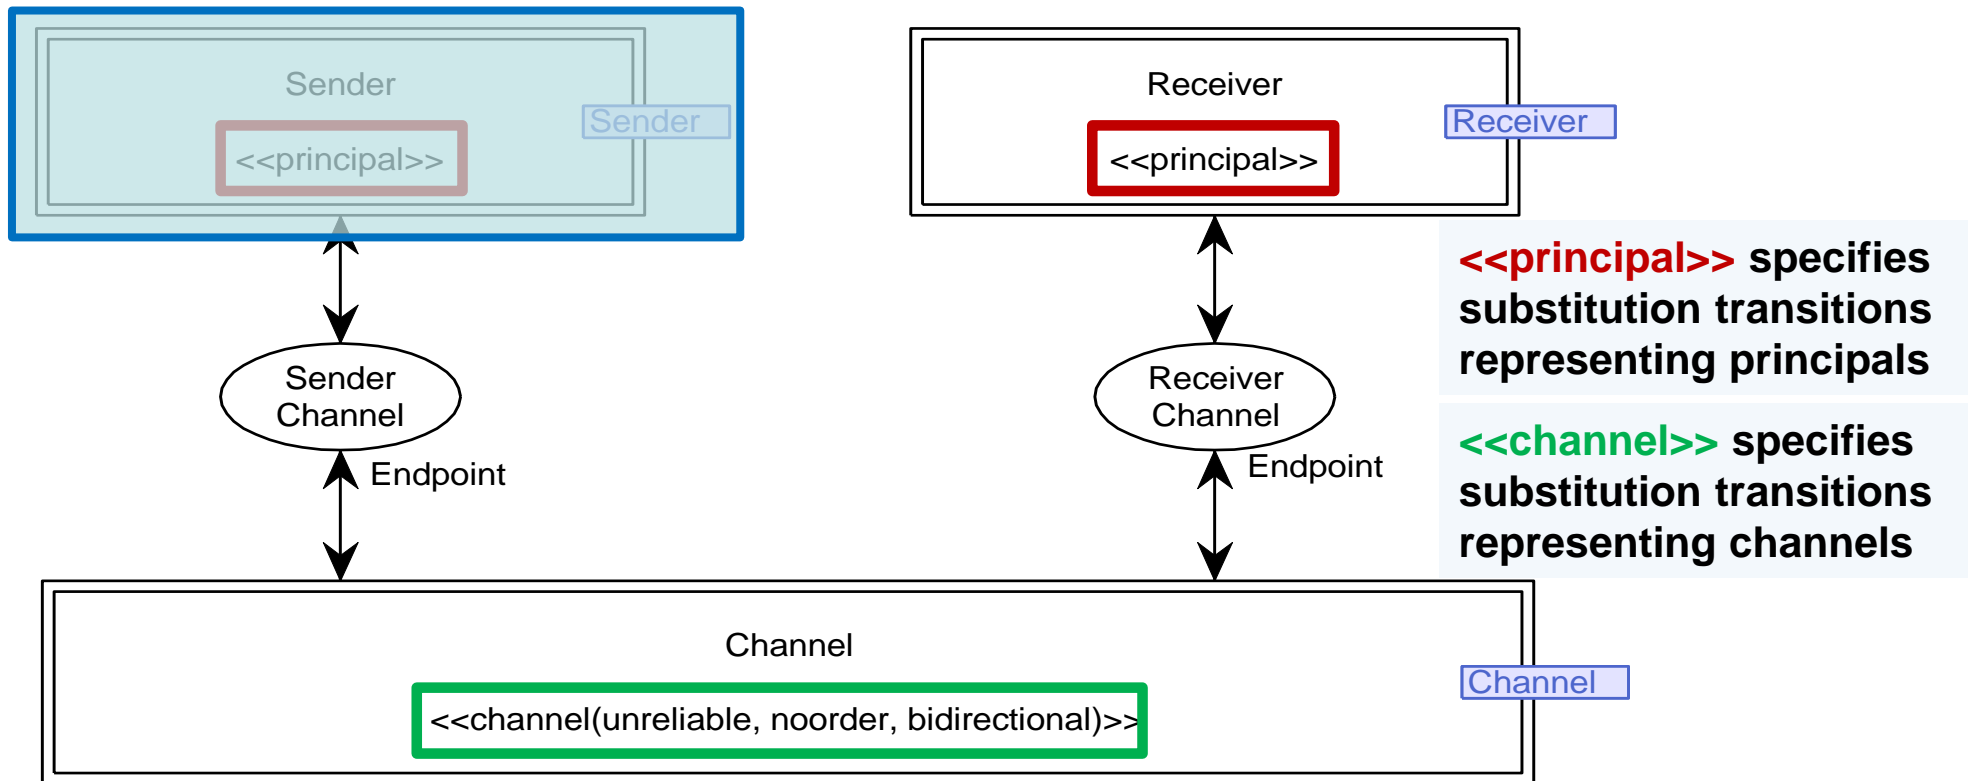 Sender
Sender
<<principal>>
Receiver
Receiver
<<principal>>
<<principal>> specifies
substitution transitions
representing principals
Sender
Channel
Endpoint
Receiver
Channel
Endpoint
<<channel>> specifies
substitution transitions
representing channels
Channel
Channel
<<channel(unreliable, noorder, bidirectional)>>